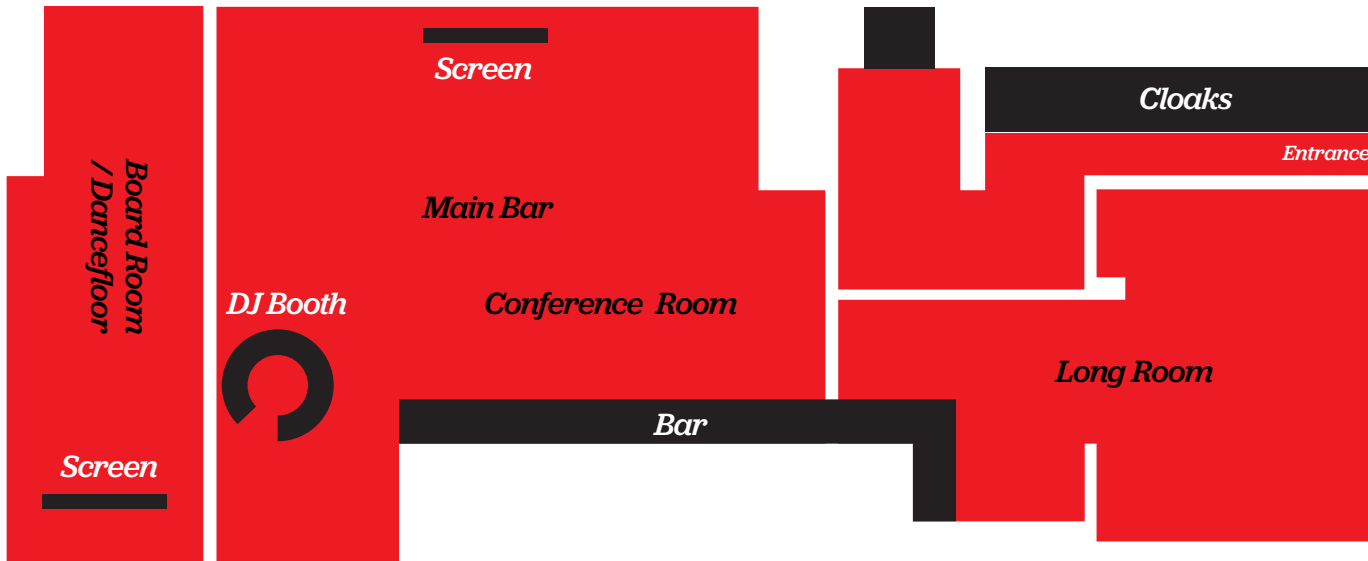 Screen
Cloaks
Entrance
Board Room
/ Dancefloor
Main Bar
DJ Booth
Conference Room
Long Room
Bar
Screen